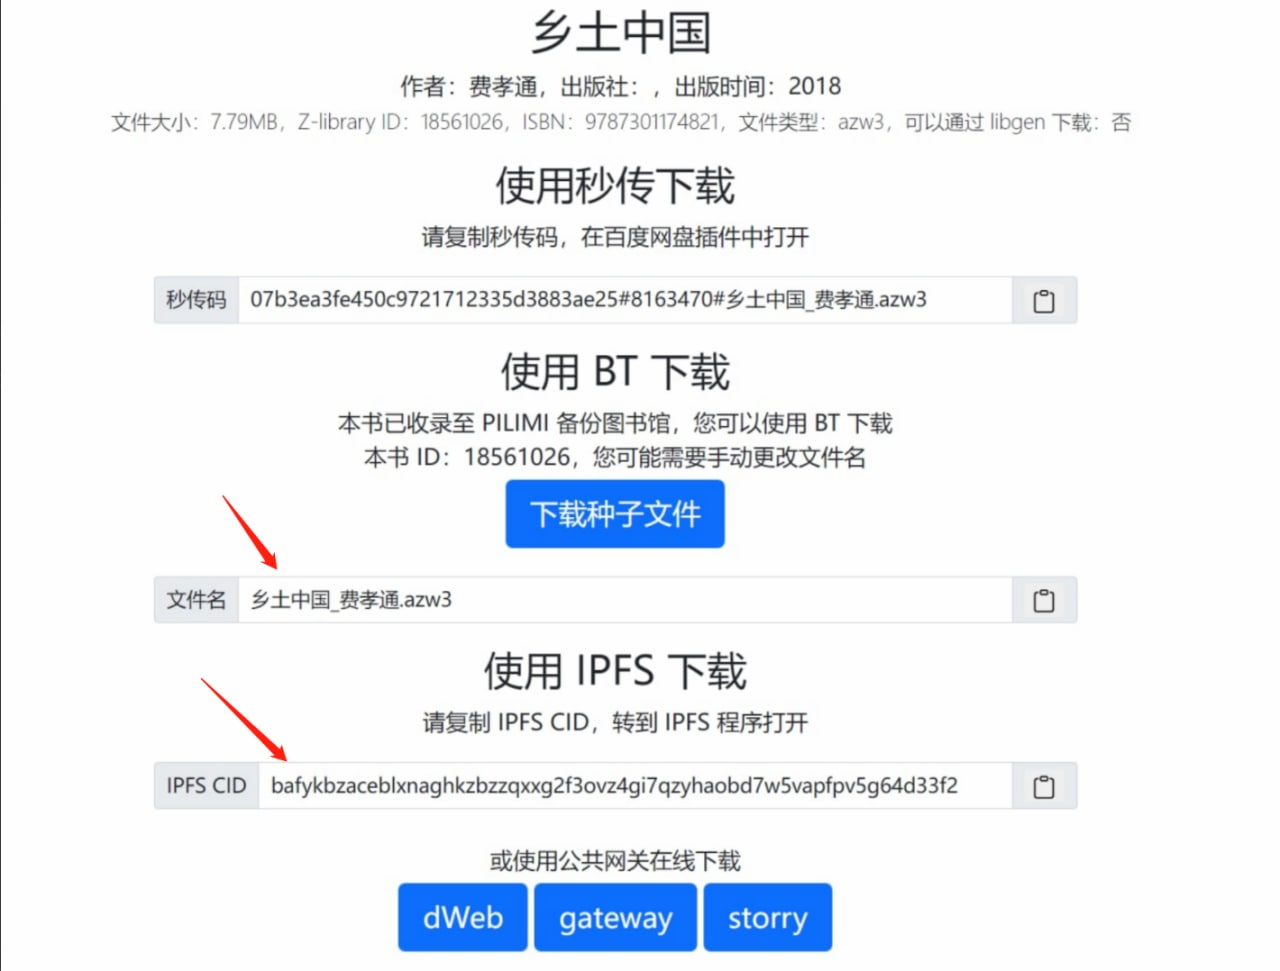 乡土中国
作者：费孝通，出版社：，出版时间：2018
文件大小：7.79MB，Z-library ID：18561026，ISBN：9787301174821，文件类型：azw3，可以通过 libgen 下载：否
使用秒传下载
请复制秒传码，在百度网盘插件中打开
秒传码 07b3ea3fe450c9721712335d3883ae25#8163470#乡土中国_费孝通.azw3
使用 BT 下载
本书已收录至 PILIMI 备份图书馆，您可以使用 BT 下载
本书 ID：18561026，您可能需要手动更改文件名
下载种子文件
文件名 乡土中国_费孝通.azw3
使用 IPFS 下载
请复制 IPFS CID，转到 IPFS 程序打开
IPFS CID bafykbzaceblxnaghkzbzzqxxg2f3ovz4gi7qzyhaobd7w5vapfpv5g64d33f2
或使用公共网关在线下载
dWeb gateway storry